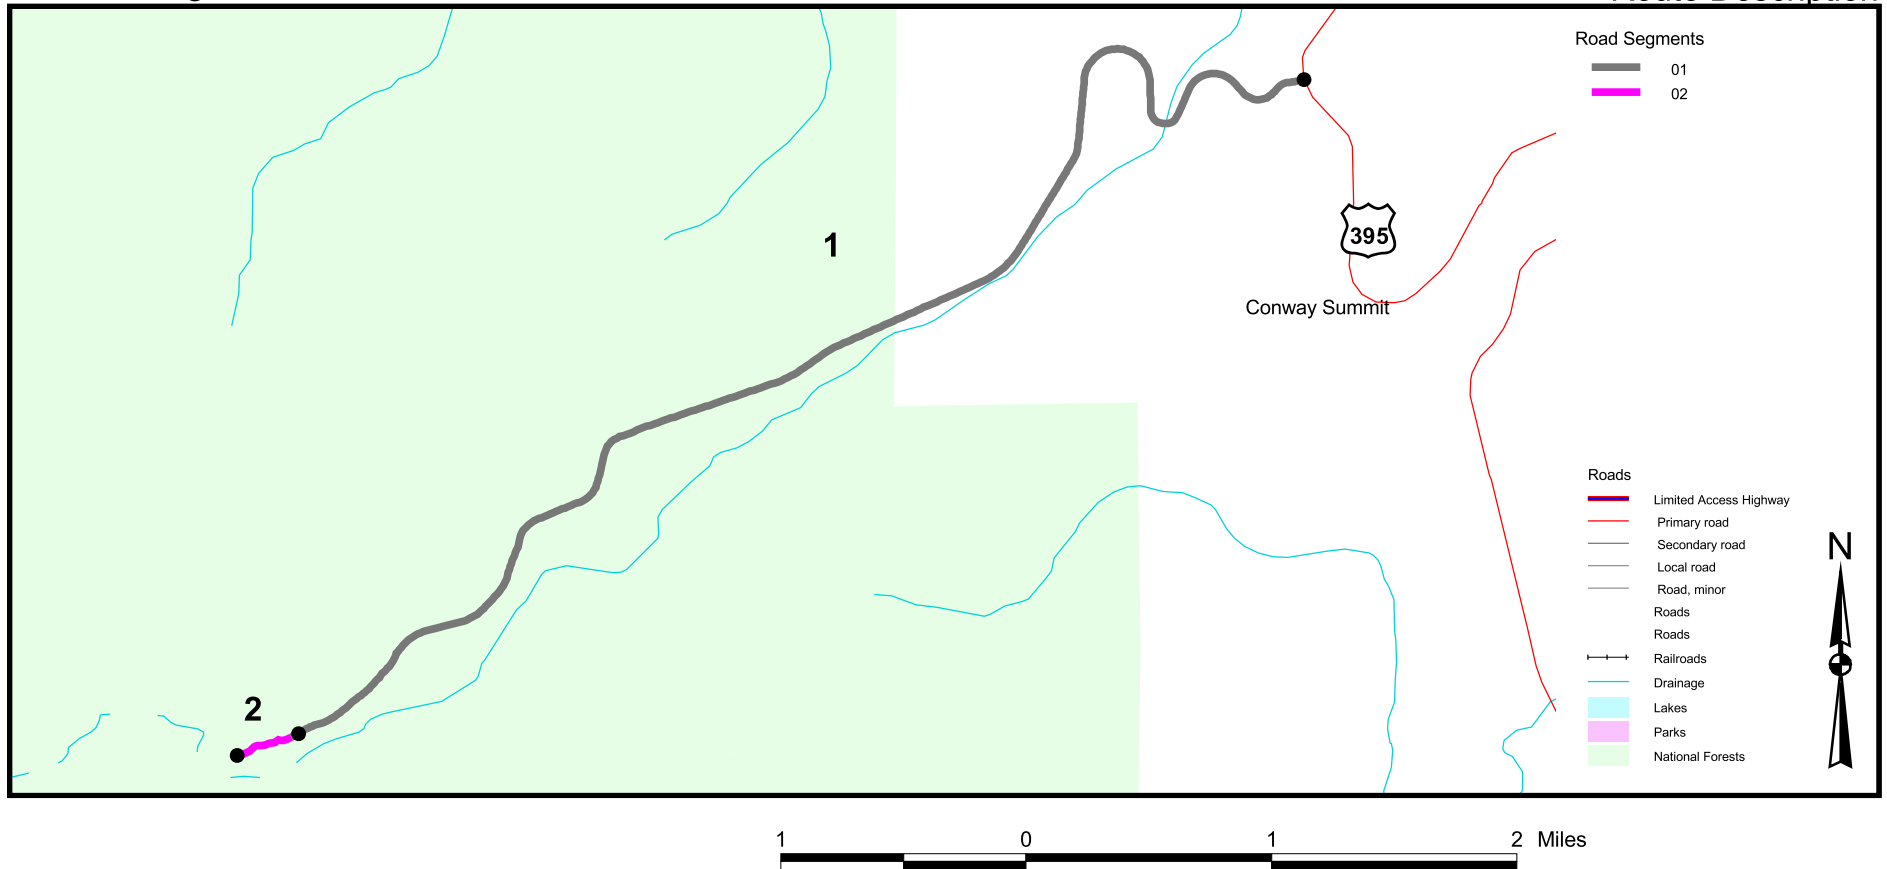 Road Segments
01
02
1
395
Conway Summit
2
Roads
Limited Access Highway
Primary road
Secondary road
Local road
Road, minor
Roads
Roads
Railroads
Drainage
Lakes
Parks
National Forests
N
1 0 1 2 Miles